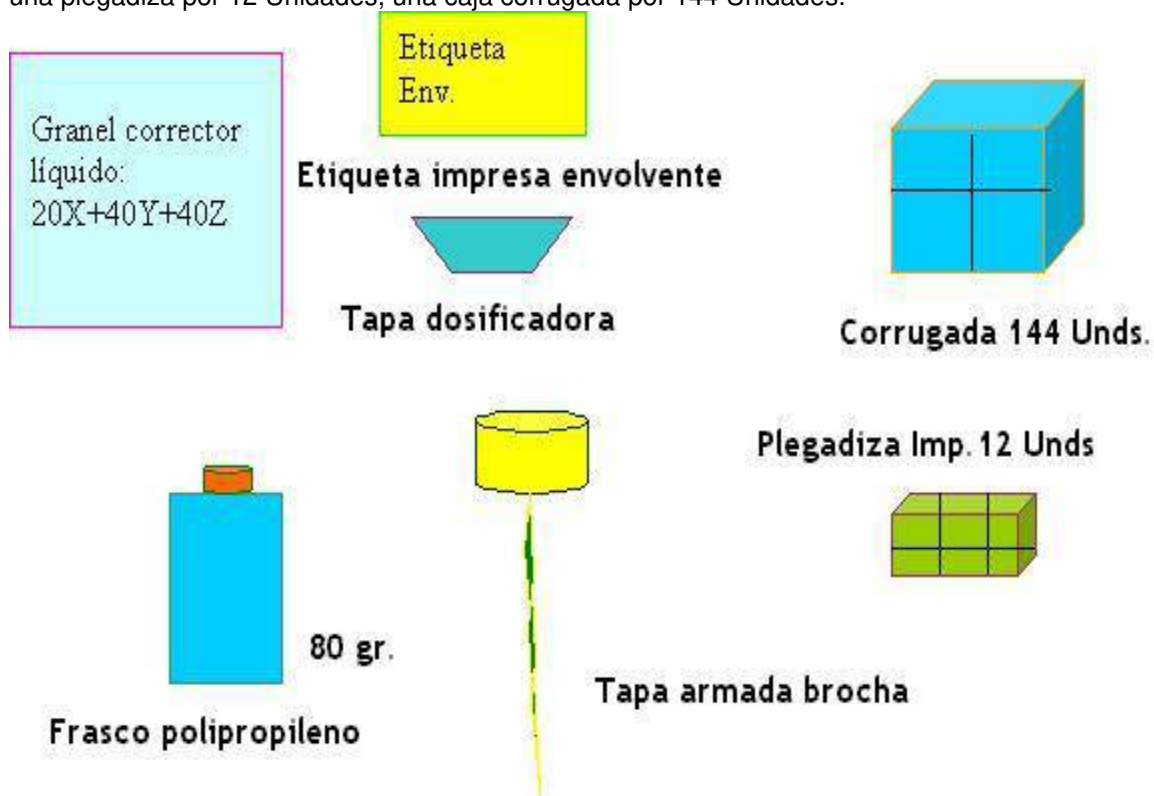 una plegadiza por 12 Unidades, una caja corrugada por 144 Unidades.
Etiqueta
Env.
Granel corrector
líquido:
20X+40Y+40Z
Etiqueta impresa envolvente
Tapa dosificadora
Corrugada 144 Unds.
Plegadiza Imp. 12 Unds
80 gr.
Tapa armada brocha
Frasco polipropileno